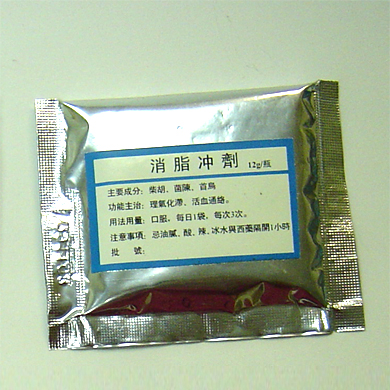 消脂冲劑 12g/瓶
主要成分: 柴胡、茵陳、首烏
功能主治: 理氣化滯、活血通絡。
用法用量: 口服, 每日1袋, 每次3次。
注意事項: 忌油膩、酸、辣、冰水與西藥隔開1小時
批 號: